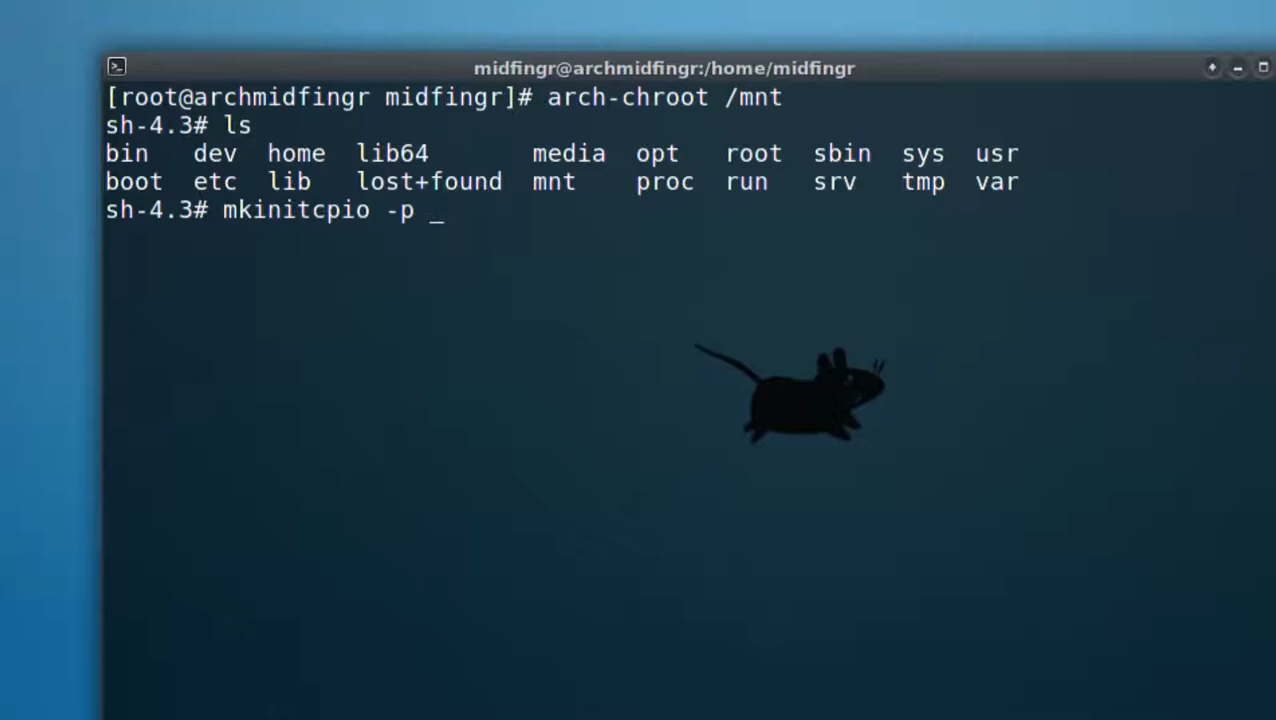 midfingr@archmidfingr:/home/midfingr
[root@archmidfingr midfingr]# arch-chroot /mnt
sh-4.3# ls
bin   dev  home  lib64       media  opt   root  sbin  sys  usr
boot  etc  lib   lost+found  mnt    proc  run   srv   tmp  var
sh-4.3# mkinitcpio -p _